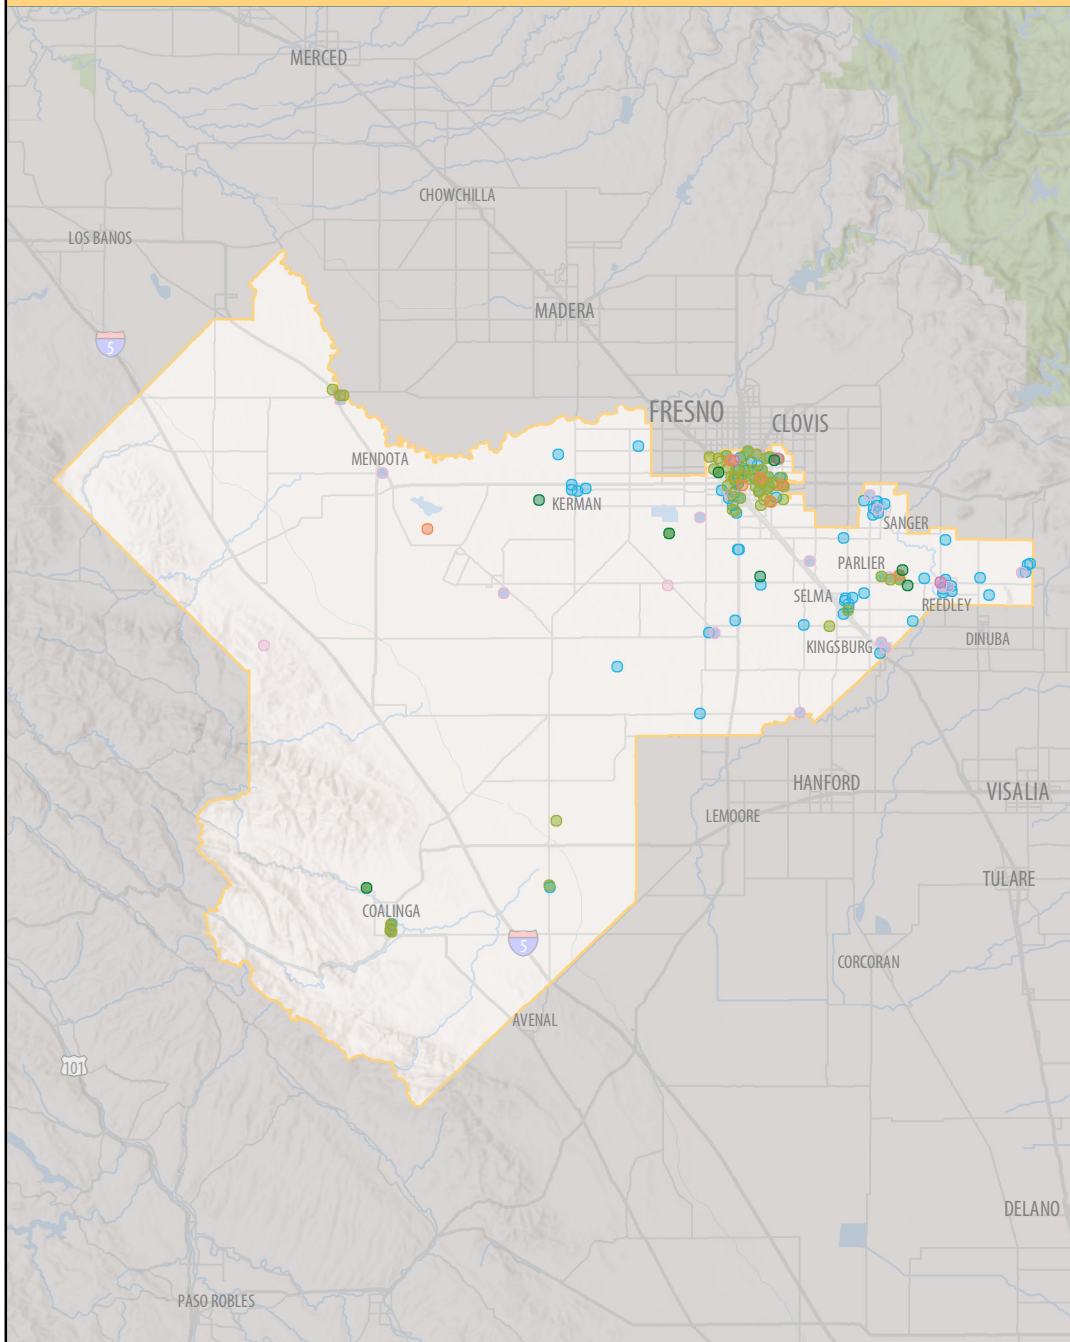 MERCED
CHOWCHILLA
LOS BANOS
MADERA
5
FRESNO
CLOVIS
MENDOTA
KERMAN
SANGER
PARLIER
SELMA
REEDLEY
DINUBA
KINGSBURG
HANFORD
VISALIA
LEMOORE
TULARE
COALINGA
5
CORCORAN
AVENAL
101
DELANO
PASO ROBLES